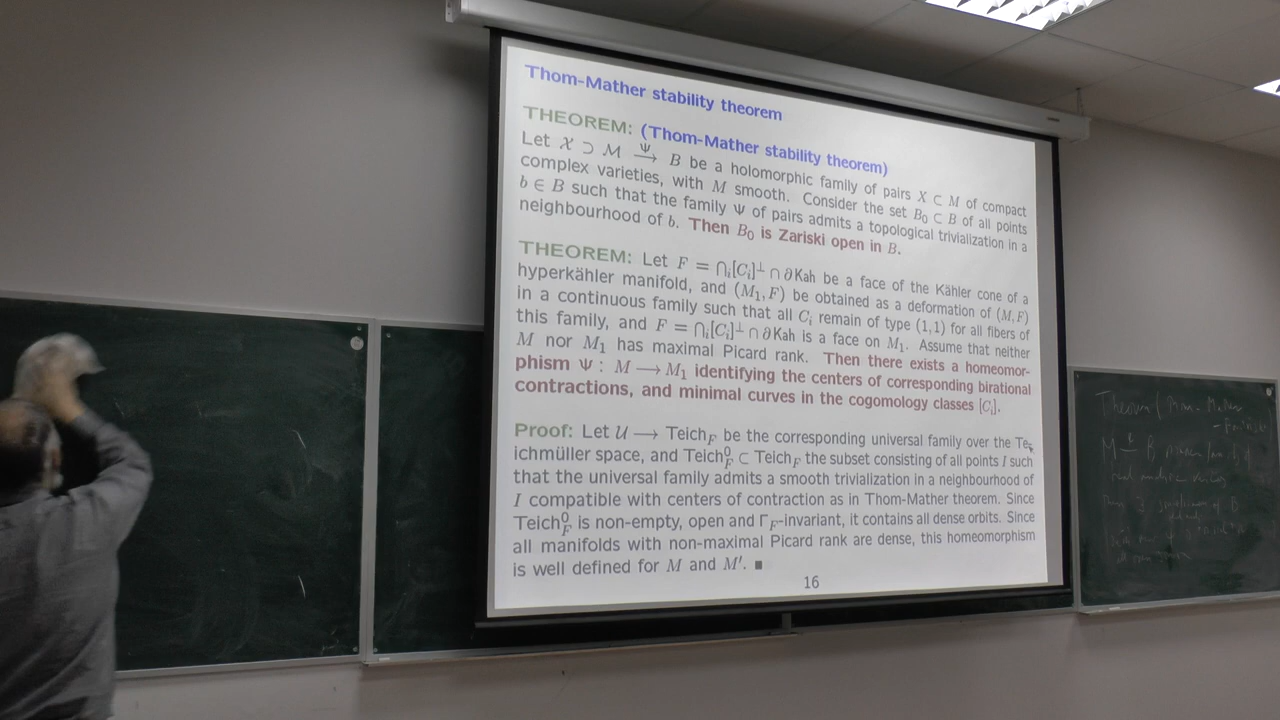 Thom-Mather stability theorem
THEOREM: (Thom-Mather stability theorem)
Let 𝒳 ⊃ ℳ —Ψ→ B be a holomorphic family of pairs X ⊂ M of compact
complex varieties, with M smooth. Consider the set B₀ ⊂ B of all points
b ∈ B such that the family Ψ of pairs admits a topological trivialization in a
neighbourhood of b. Then B₀ is Zariski open in B.
THEOREM: Let F = ⋂ᵢ[Cᵢ]^⊥ ∩ ∂Kah be a face of the Kähler cone of a
hyperkähler manifold, and (M₁, F) be obtained as a deformation of (M, F)
in a continuous family such that all Cᵢ remain of type (1,1) for all fibers of
this family, and F = ⋂ᵢ[Cᵢ]^⊥ ∩ ∂Kah is a face on M₁. Assume that neither
M nor M₁ has maximal Picard rank. Then there exists a homeomor-
phism Ψ : M ⟶ M₁ identifying the centers of corresponding birational
contractions, and minimal curves in the cogomology classes [Cᵢ].
Proof: Let 𝒰 ⟶ Teich_F be the corresponding universal family over the Te-
ichmüller space, and Teich_F^0 ⊂ Teich_F the subset consisting of all points I such
that the universal family admits a smooth trivialization in a neighbourhood of
I compatible with centers of contraction as in Thom-Mather theorem. Since
Teich_F^0 is non-empty, open and Γ_F-invariant, it contains all dense orbits. Since
all manifolds with non-maximal Picard rank are dense, this homeomorphism
is well defined for M and M′. ■
16
Theorem (Thom-Mather
M → B